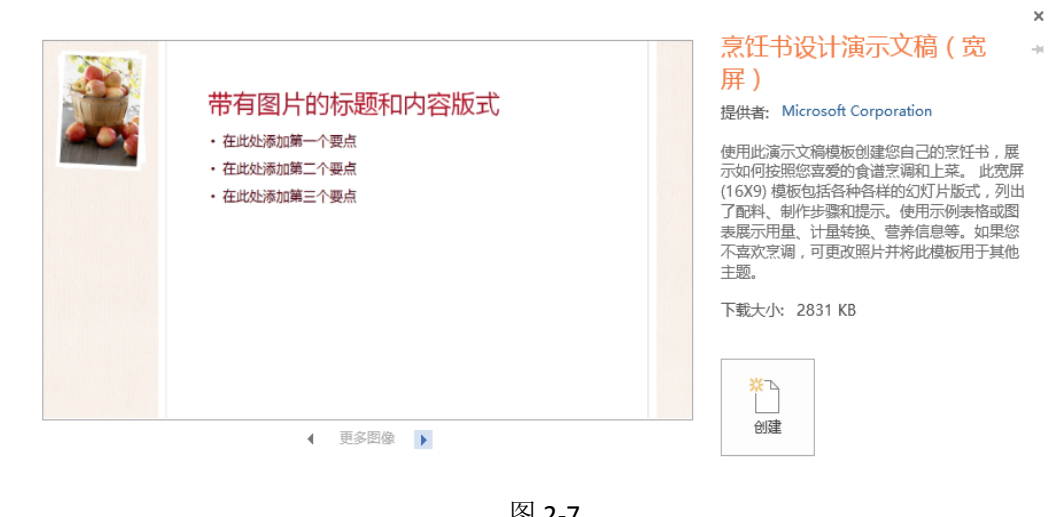 带有图片的标题和内容版式
• 在此处添加第一个要点
• 在此处添加第二个要点
• 在此处添加第三个要点
更多图像
烹饪书设计演示文稿（宽
屏）
提供者: Microsoft Corporation
使用此演示文稿模板创建您自己的烹饪书，展
示如何按照您喜爱的食谱烹调和上菜。 此宽屏
(16X9) 模板包括各种各样的幻灯片版式，列出
了配料、制作步骤和提示。使用示例表格或图
表展示用量、计量转换、营养信息等。如果您
不喜欢烹调，可更改照片并将此模板用于其他
主题。
下载大小: 2831 KB
创建
图 2-7